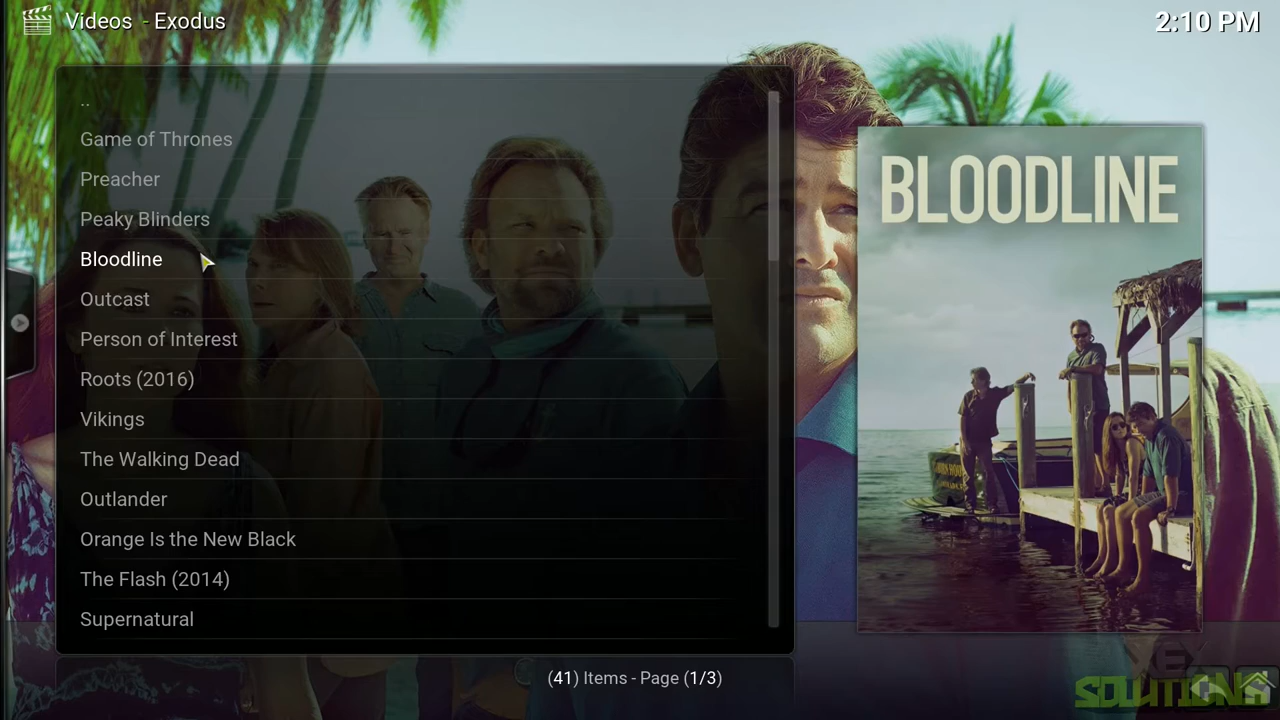 Videos - Exodus
2:10 PM
..
Game of Thrones
Preacher
Peaky Blinders
Bloodline
Outcast
Person of Interest
Roots (2016)
Vikings
The Walking Dead
Outlander
Orange Is the New Black
The Flash (2014)
Supernatural
(41) Items - Page (1/3)
BLOODLINE
SOLUTIONS